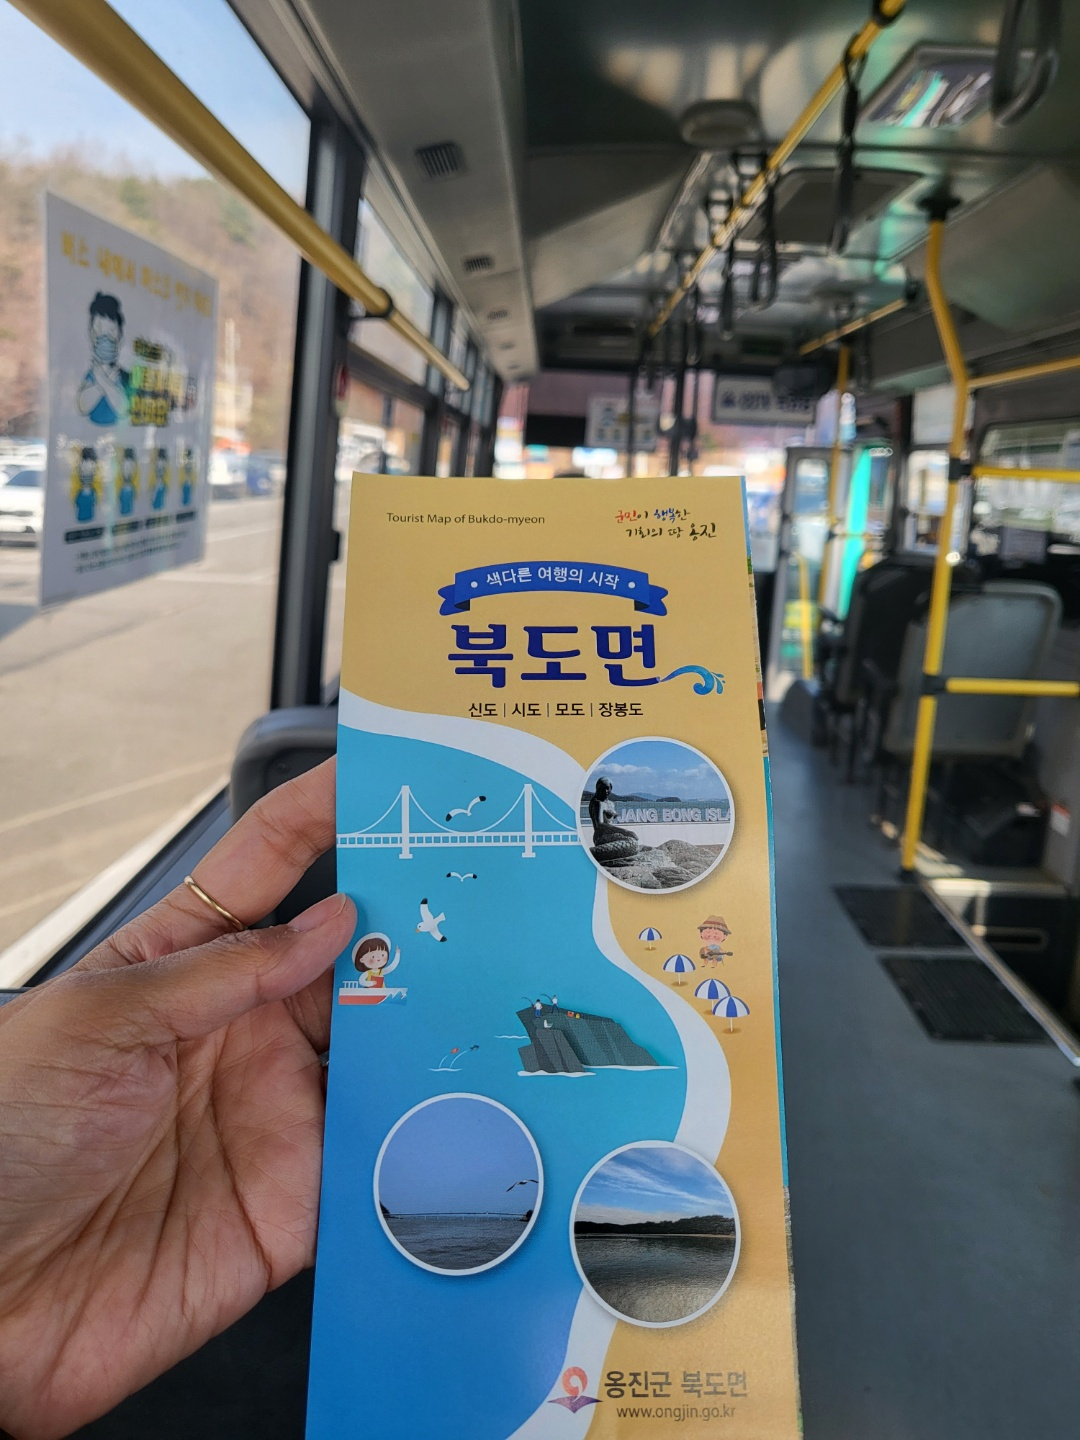 Tourist Map of Bukdo-myeon
군민이 행복한
기회의 땅 옹진
색다른 여행의 시작
북도면
신도 | 시도 | 모도 | 장봉도
JANG BONG ISLA
옹진군 북도면
www.ongjin.go.kr